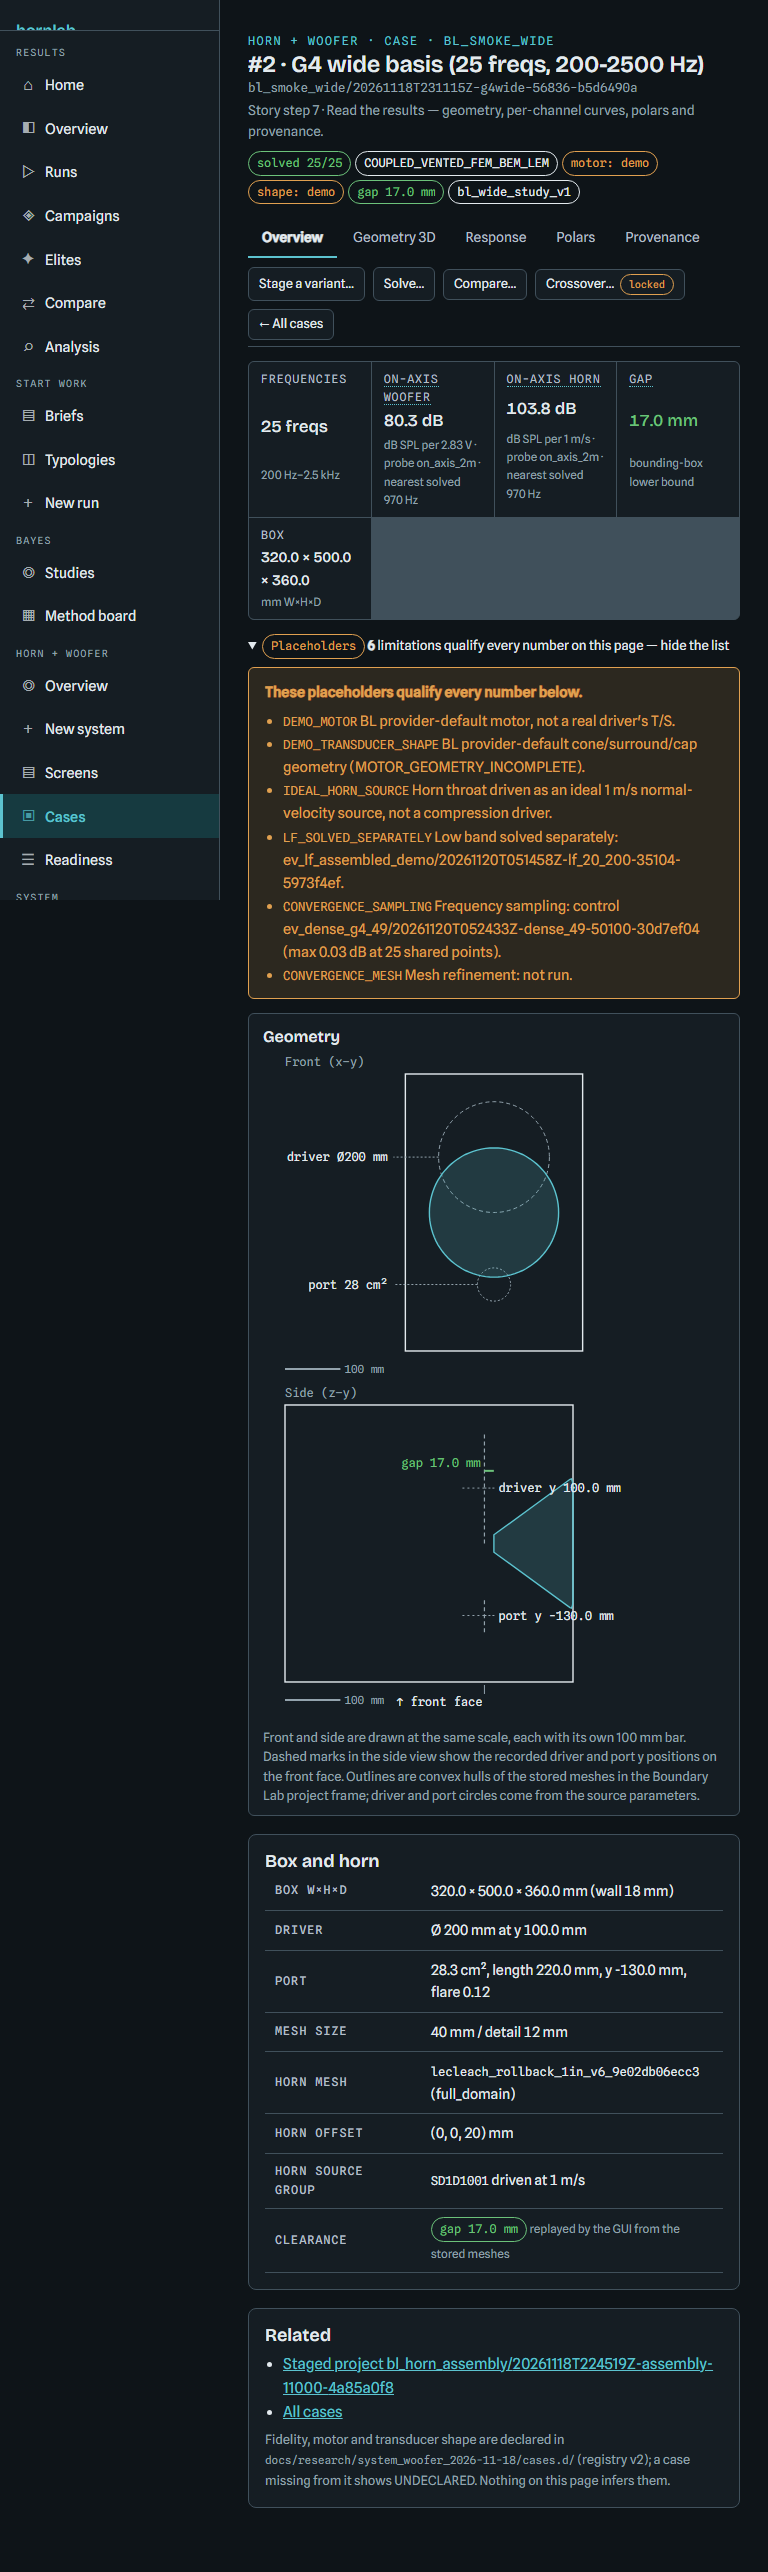 RESULTS
Home
Overview
Runs
Campaigns
Elites
Compare
Analysis
START WORK
Briefs
Typologies
New run
BAYES
Studies
Method board
HORN + WOOFER
Overview
New system
Screens
Cases
Readiness
SYSTEM
HORN + WOOFER · CASE · BL_SMOKE_WIDE
#2 · G4 wide basis (25 freqs, 200-2500 Hz)
bl_smoke_wide/20261118T231115Z-g4wide-56836-b5d6490a
Story step 7 · Read the results — geometry, per-channel curves, polars and
provenance.
solved 25/25 COUPLED_VENTED_FEM_BEM_LEM motor: demo
shape: demo gap 17.0 mm bl_wide_study_v1
Overview Geometry 3D Response Polars Provenance
Stage a variant... Solve... Compare... Crossover... locked
← All cases
FREQUENCIES
25 freqs
200 Hz–2.5 kHz
ON-AXIS
WOOFER
80.3 dB
dB SPL per 2.83 V ·
probe on_axis_2m ·
nearest solved
970 Hz
ON-AXIS HORN
103.8 dB
dB SPL per 1 m/s ·
probe on_axis_2m ·
nearest solved
970 Hz
GAP
17.0 mm
bounding-box
lower bound
BOX
320.0 × 500.0
× 360.0
mm W×H×D
▼ Placeholders 6 limitations qualify every number on this page — hide the list
These placeholders qualify every number below.
• DEMO_MOTOR BL provider-default motor, not a real driver's T/S.
• DEMO_TRANSDUCER_SHAPE BL provider-default cone/surround/cap
geometry (MOTOR_GEOMETRY_INCOMPLETE).
• IDEAL_HORN_SOURCE Horn throat driven as an ideal 1 m/s normal-
velocity source, not a compression driver.
• LF_SOLVED_SEPARATELY Low band solved separately:
ev_lf_assembled_demo/20261120T051458Z-lf_20_200-35104-
5973f4ef.
• CONVERGENCE_SAMPLING Frequency sampling: control
ev_dense_g4_49/20261120T052433Z-dense_49-50100-30d7ef04
(max 0.03 dB at 25 shared points).
• CONVERGENCE_MESH Mesh refinement: not run.
Geometry
Front (x–y)
driver Ø200 mm
port 28 cm²
100 mm
Side (z–y)
gap 17.0 mm
driver y 100.0 mm
port y -130.0 mm
100 mm ↑ front face
Front and side are drawn at the same scale, each with its own 100 mm bar.
Dashed marks in the side view show the recorded driver and port y positions on
the front face. Outlines are convex hulls of the stored meshes in the Boundary
Lab project frame; driver and port circles come from the source parameters.
Box and horn
BOX W×H×D 320.0 × 500.0 × 360.0 mm (wall 18 mm)
DRIVER Ø 200 mm at y 100.0 mm
PORT 28.3 cm², length 220.0 mm, y -130.0 mm,
flare 0.12
MESH SIZE 40 mm / detail 12 mm
HORN MESH lecleach_rollback_1in_v6_9e02db06ecc3
(full_domain)
HORN OFFSET (0, 0, 20) mm
HORN SOURCE
GROUP SD1D1001 driven at 1 m/s
CLEARANCE gap 17.0 mm replayed by the GUI from the
stored meshes
Related
• Staged project bl_horn_assembly/20261118T224519Z-assembly-
11000-4a85a0f8
• All cases
Fidelity, motor and transducer shape are declared in
docs/research/system_woofer_2026-11-18/cases.d/ (registry v2); a case
missing from it shows UNDECLARED. Nothing on this page infers them.